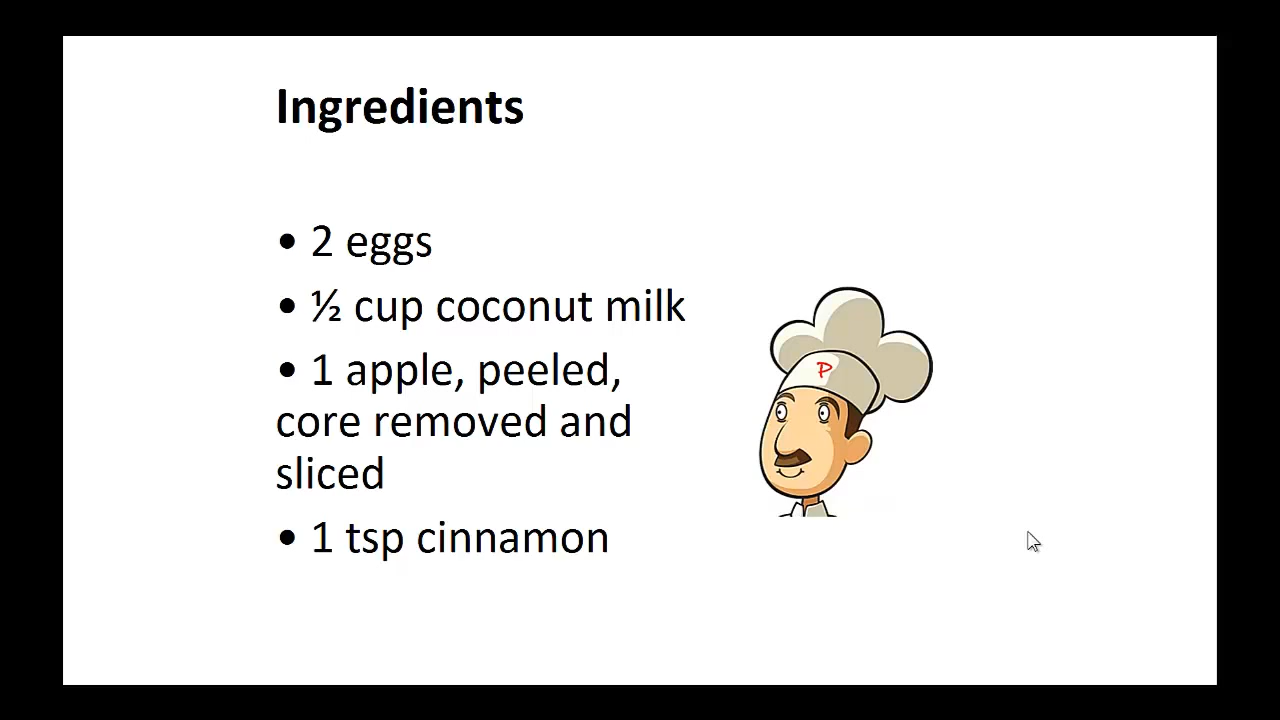 Ingredients
• 2 eggs
• ½ cup coconut milk
• 1 apple, peeled,
core removed and
sliced
• 1 tsp cinnamon
P